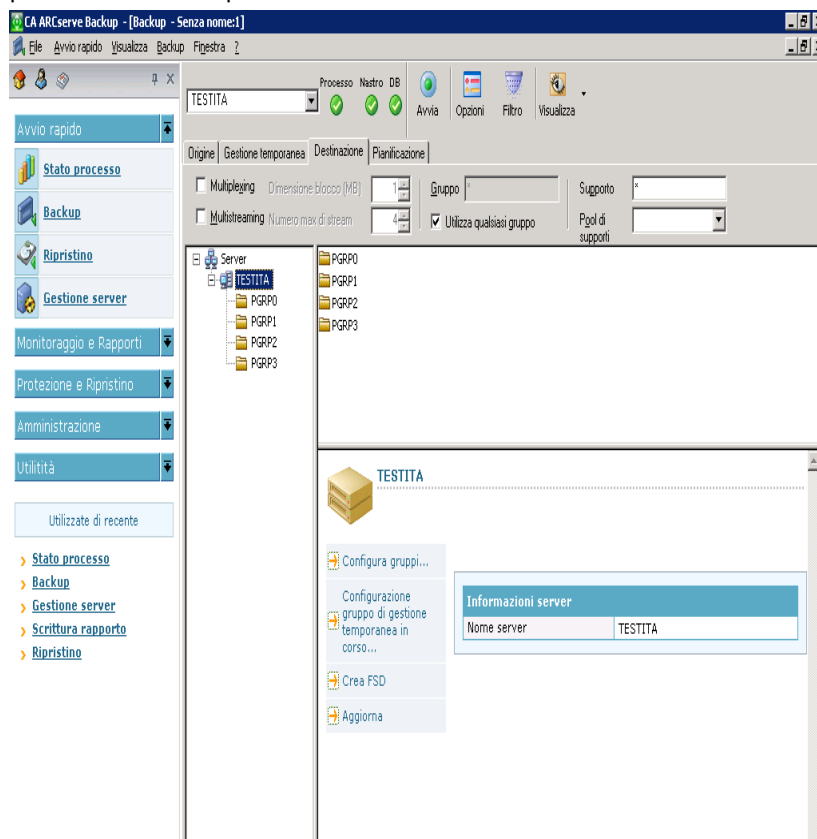 CA ARCserve Backup - [Backup - Senza nome:1]
File Avvio rapido Visualizza Backup Finestra ?
TESTITA
Processo Nastro DB
Avvia Opzioni Filtro Visualizza
Avvio rapido
Stato processo
Backup
Ripristino
Gestione server
Monitoraggio e Rapporti
Protezione e Ripristino
Amministrazione
Utilitità
Utilizzate di recente
Stato processo
Backup
Gestione server
Scrittura rapporto
Ripristino
Origine Gestione temporanea Destinazione Pianificazione
Multiplexing Dimensione blocco (MB) 1 Gruppo * Supporto *
Multistreaming Numero max di stream 4 Utilizza qualsiasi gruppo Pool di supporti
Server
TESTITA
PGRP0
PGRP1
PGRP2
PGRP3
PGRP0
PGRP1
PGRP2
PGRP3
TESTITA
Configura gruppi...
Configurazione
gruppo di gestione
temporanea in
corso...
Crea FSD
Aggiorna
Informazioni server
Nome server TESTITA